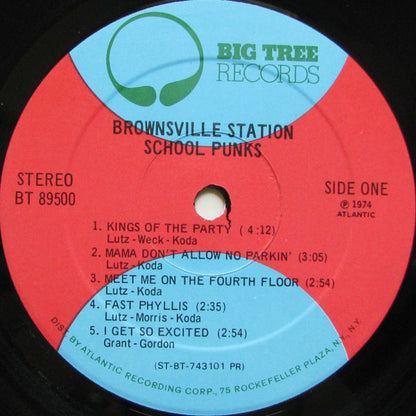 BIG TREE
RECORDS
BROWNSVILLE STATION
SCHOOL PUNKS
STEREO
BT 89500
SIDE ONE
℗ 1974
ATLANTIC
1. KINGS OF THE PARTY (4:12)
Lutz-Weck-Koda
2. MAMA DON'T ALLOW NO PARKIN' (3:05)
Lutz-Koda
3. MEET ME ON THE FOURTH FLOOR (2:54)
Lutz-Koda
4. FAST PHYLLIS (2:35)
Lutz-Morris-Koda
5. I GET SO EXCITED (2:54)
Grant-Gordon
(ST-BT-743101 PR)
DIST. BY ATLANTIC RECORDING CORP., 75 ROCKEFELLER PLAZA, N.Y., N.Y.